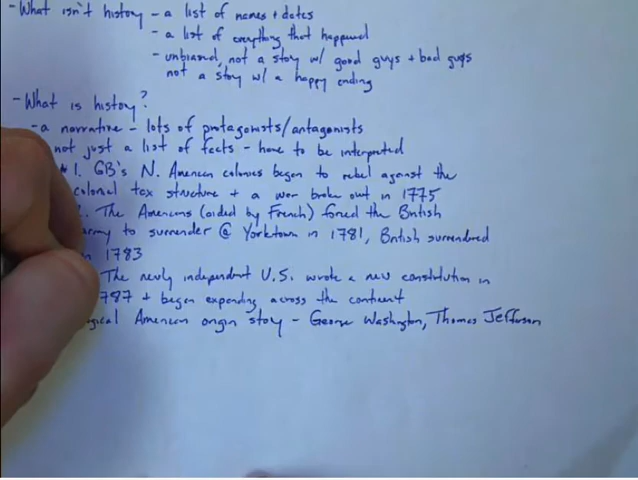 - What isn't history - a list of names + dates
- a list of everything that happened
- unbiased, not a story w/ good guys + bad guys
not a story w/ a happy ending
- What is history?
- a narrative - lots of protagonists/antagonists
not just a list of facts - have to be interpreted
1. GB's N. American colonies began to rebel against the
colonial tax structure + a war broke out in 1775
. The Americans (aided by French) forced the British
army to surrender @ Yorktown in 1781, British surrendered
n 1783
The newly independent U.S. wrote a new constitution in
787 + began expanding across the continent
gical American origin story - George Washington, Thomas Jefferson